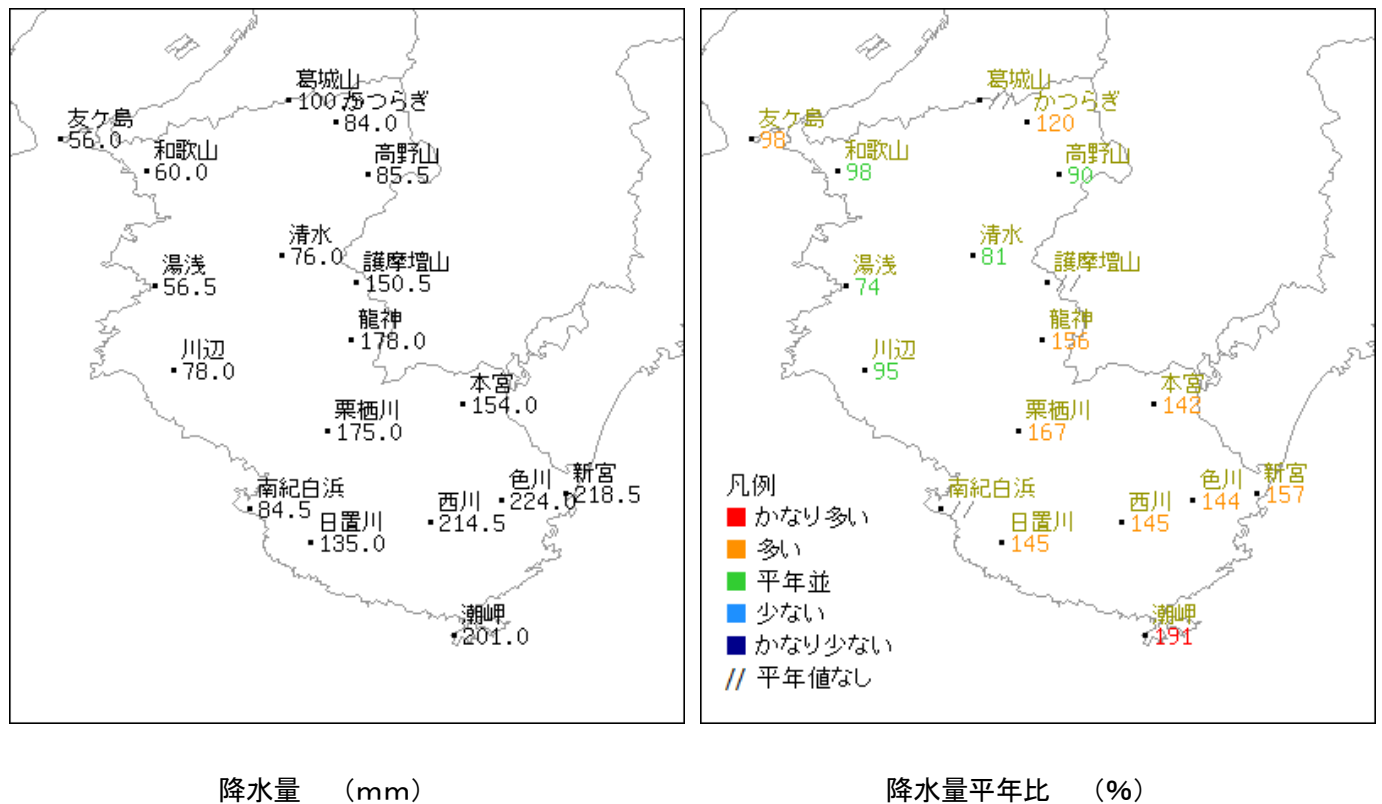 葛城山
100.5
かつらぎ
84.0
友ケ島
56.0
和歌山
60.0
高野山
85.5
清水
76.0
湯浅
56.5
護摩壇山
150.5
龍神
178.0
川辺
78.0
本宮
154.0
栗栖川
175.0
南紀白浜
84.5
日置川
135.0
西川
214.5
色川
224.0
新宮
218.5
潮岬
201.0
降水量 （mm）
葛城山
//
かつらぎ
120
友ケ島
98
和歌山
98
高野山
90
清水
81
湯浅
74
護摩壇山
//
龍神
156
川辺
95
本宮
142
栗栖川
167
南紀白浜
//
日置川
145
西川
145
色川
144
新宮
157
潮岬
191
凡例
かなり多い
多い
平年並
少ない
かなり少ない
// 平年値なし
降水量平年比 （%）